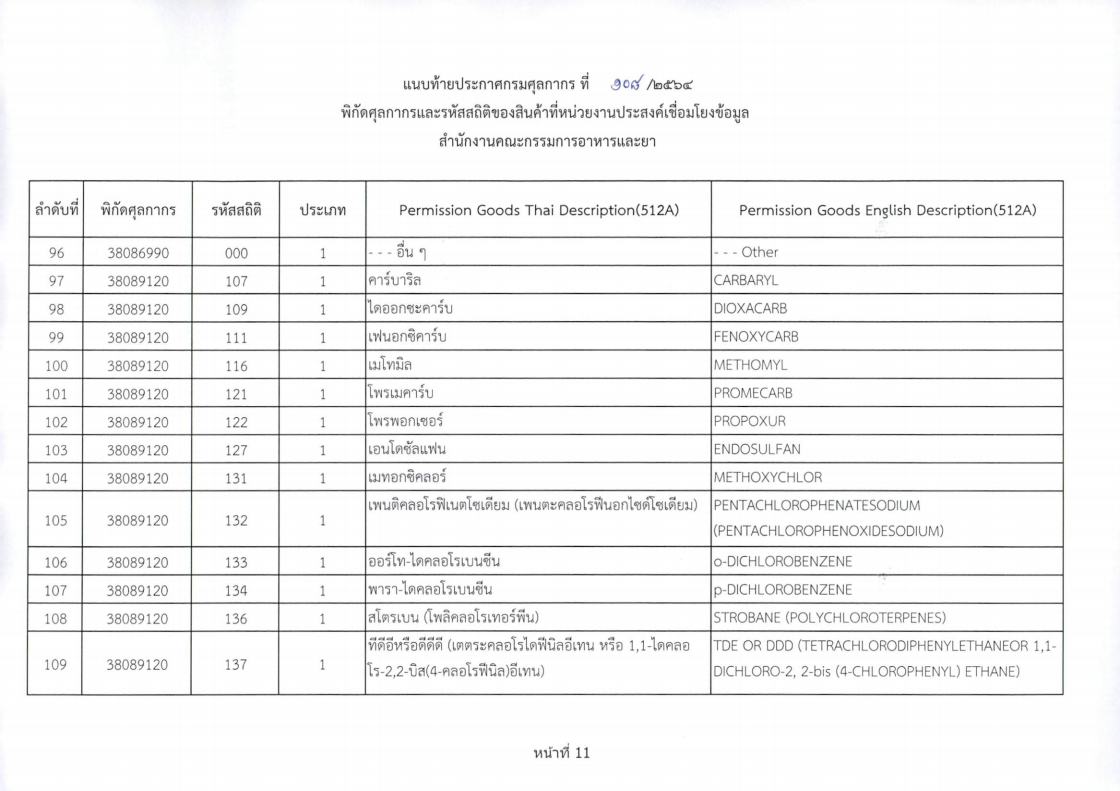 แนบท้ายประกาศกรมศุลกากร ที่ ๑๐๘ /๒๕๖๔
พิกัดศุลกากรและรหัสสถิติของสินค้าที่หน่วยงานประสงค์เชื่อมโยงข้อมูล
สำนักงานคณะกรรมการอาหารและยา
ลำดับที่ พิกัดศุลกากร รหัสสถิติ ประเภท Permission Goods Thai Description(512A) Permission Goods English Description(512A)
96 38086990 000 1 - - - อื่น ๆ - - - Other
97 38089120 107 1 คาร์บาริล CARBARYL
98 38089120 109 1 ไดออกซะคาร์บ DIOXACARB
99 38089120 111 1 เฟนอกซิคาร์บ FENOXYCARB
100 38089120 116 1 เมโทมิล METHOMYL
101 38089120 121 1 โพรเมคาร์บ PROMECARB
102 38089120 122 1 โพรพอกเซอร์ PROPOXUR
103 38089120 127 1 เอนโดซัลแฟน ENDOSULFAN
104 38089120 131 1 เมทอกซิคลอร์ METHOXYCHLOR
105 38089120 132 1 เพนติคลอโรฟิเนตโซเดียม (เพนตะคลอโรฟีนอกไซด์โซเดียม) PENTACHLOROPHENATESODIUM
(PENTACHLOROPHENOXIDESODIUM)
106 38089120 133 1 ออร์โท-ไดคลอโรเบนซีน o-DICHLOROBENZENE
107 38089120 134 1 พารา-ไดคลอโรเบนซีน p-DICHLOROBENZENE
108 38089120 136 1 สโตรเบน (โพลิคลอโรเทอร์พีน) STROBANE (POLYCHLOROTERPENES)
109 38089120 137 1 ทีดีอีหรือดีดีดี (เตตระคลอโรไดฟีนิลอีเทน หรือ 1,1-ไดคลอ TDE OR DDD (TETRACHLORODIPHENYLETHANEOR 1,1-
โร-2,2-บิส(4-คลอโรฟีนิล)อีเทน) DICHLORO-2, 2-bis (4-CHLOROPHENYL) ETHANE)
หน้าที่ 11